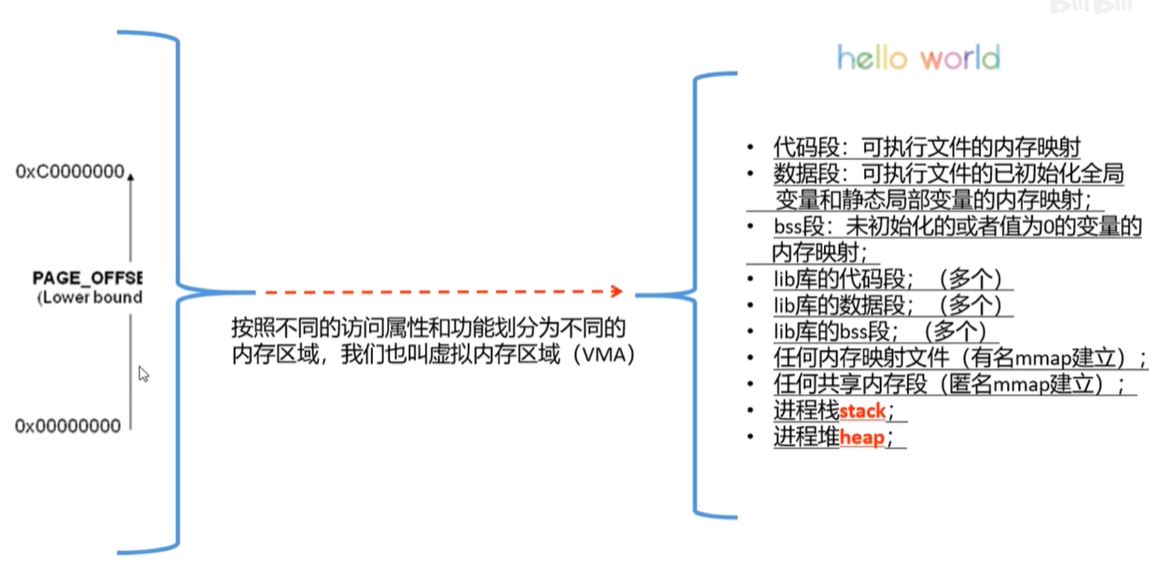 BiliBili
hello world
0xC0000000
PAGE_OFFSE
(Lower bound
0x00000000
按照不同的访问属性和功能划分为不同的
内存区域，我们也叫虚拟内存区域（VMA）
• 代码段：可执行文件的内存映射
• 数据段：可执行文件的已初始化全局
变量和静态局部变量的内存映射；
• bss段：未初始化的或者值为0的变量的
内存映射；
• lib库的代码段；（多个）
• lib库的数据段；（多个）
• lib库的bss段；（多个）
• 任何内存映射文件（有名mmap建立）；
• 任何共享内存段（匿名mmap建立）；
• 进程栈stack；
• 进程堆heap；